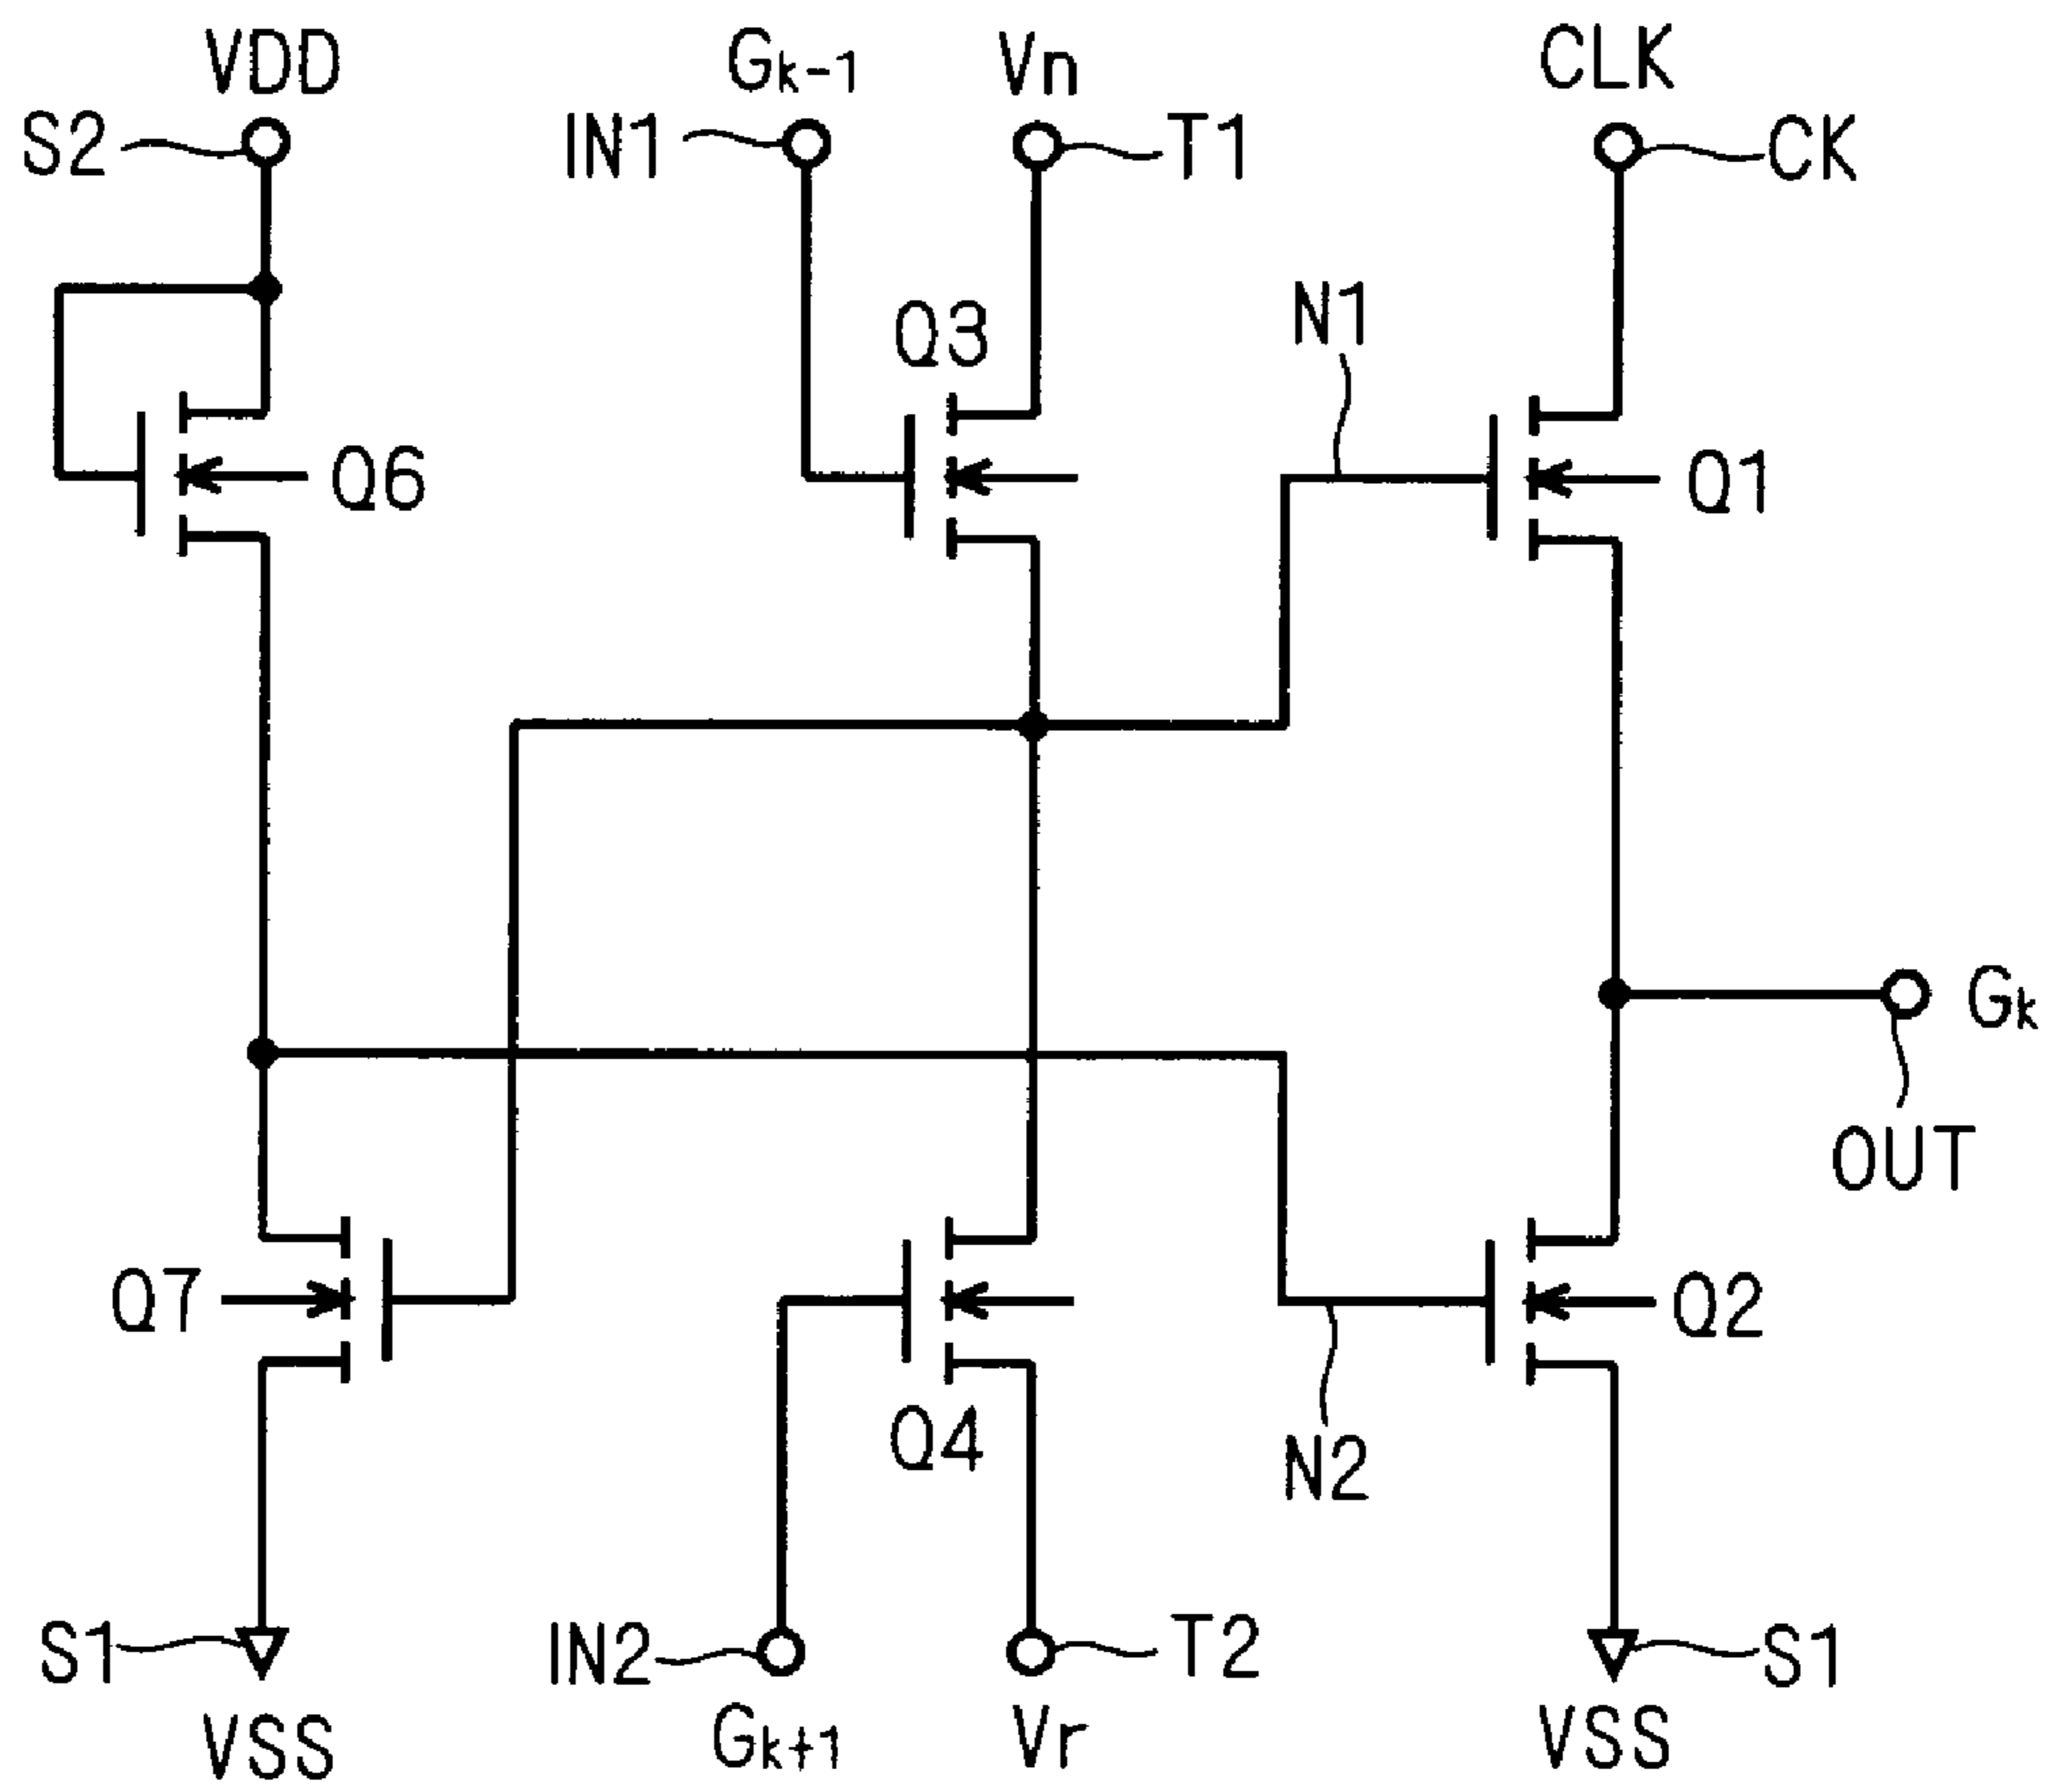 VDD
Gk-1
Vn
CLK
S2
IN1
T1
CK
N1
Q3
Q6
Q1
Gk
OUT
Q7
Q2
Q4
N2
S1
IN2
T2
S1
VSS
Gk+1
Vr
VSS